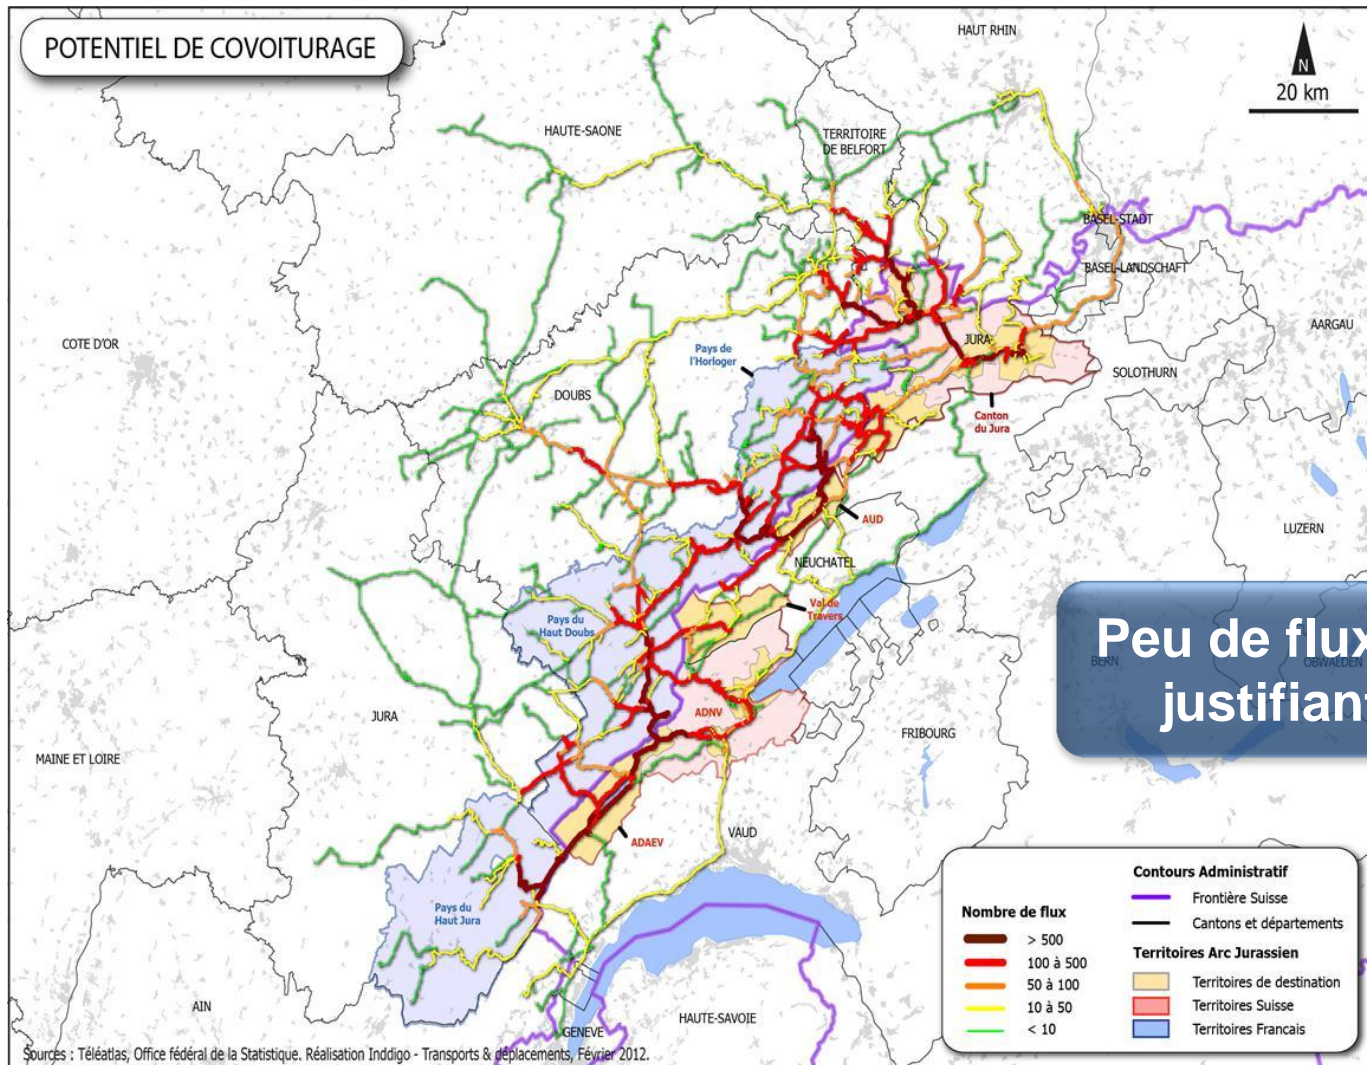 POTENTIEL DE COVOITURAGE
HAUT RHIN
N
20 km
HAUTE-SAONE
TERRITOIRE
DE BELFORT
BASEL-STADT
BASEL-LANDSCHAFT
COTE D'OR
AARGAU
Pays de
l'Horloger
JURA
SOLOTHURN
DOUBS
Canton
du Jura
AUD
LUZERN
NEUCHATEL
Val de
Travers
Pays du
Haut Doubs
Peu de flux
justifian
BERN
OBWALDEN
JURA
ADNV
FRIBOURG
MAINE ET LOIRE
VAUD
ADAEV
Pays du
Haut Jura
AIN
GENEVE
HAUTE-SAVOIE
Nombre de flux
> 500
100 à 500
50 à 100
10 à 50
< 10
Contours Administratif
Frontière Suisse
Cantons et départements
Territoires Arc Jurassien
Territoires de destination
Territoires Suisse
Territoires Francais
Sources : Téléatlas, Office fédéral de la Statistique. Réalisation Inddigo - Transports & déplacements, Février 2012.